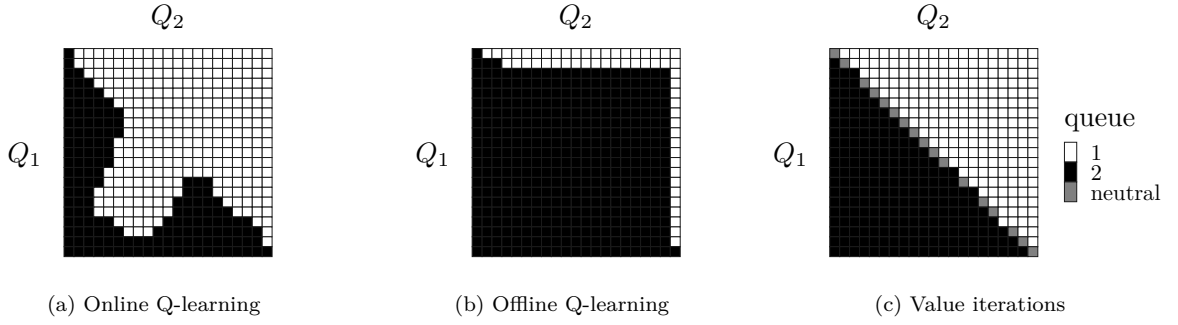 Q2
Q1
(a) Online Q-learning
Q2
Q1
(b) Offline Q-learning
Q2
Q1
queue
1
2
neutral
(c) Value iterations